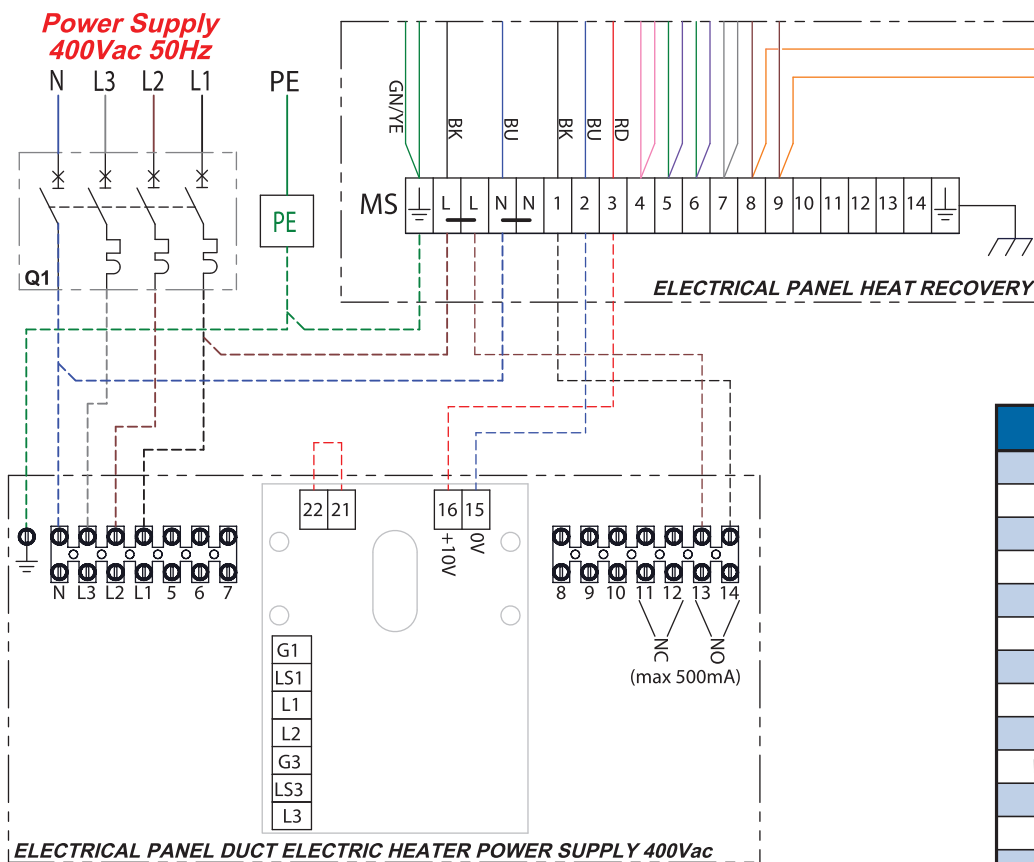 Power Supply
400Vac 50Hz
N L3 L2 L1 PE
GN/YE BK BU BK BU RD
PE
MS L L N N 1 2 3 4 5 6 7 8 9 10 11 12 13 14
Q1
ELECTRICAL PANEL HEAT RECOVERY
22 21 16 15
+10V 0V
N L3 L2 L1 5 6 7
8 9 10 11 12 13 14
NC NO
(max 500mA)
G1
LS1
L1
L2
G3
LS3
L3
ELECTRICAL PANEL DUCT ELECTRIC HEATER POWER SUPPLY 400Vac